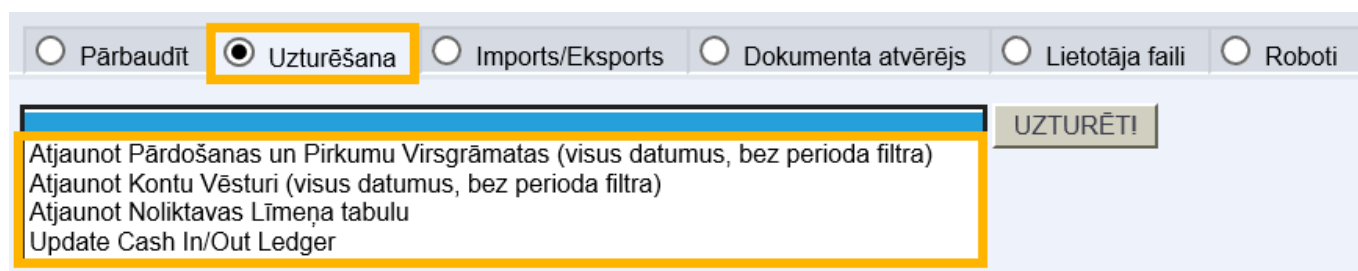 Pārbaudīt Uzturēšana Imports/Eksports Dokumenta atvērējs Lietotāja faili Roboti
UZTURĒT!
Atjaunot Pārdošanas un Pirkumu Virsgrāmatas (visus datumus, bez perioda filtra)
Atjaunot Kontu Vēsturi (visus datumus, bez perioda filtra)
Atjaunot Noliktavas Līmeņa tabulu
Update Cash In/Out Ledger